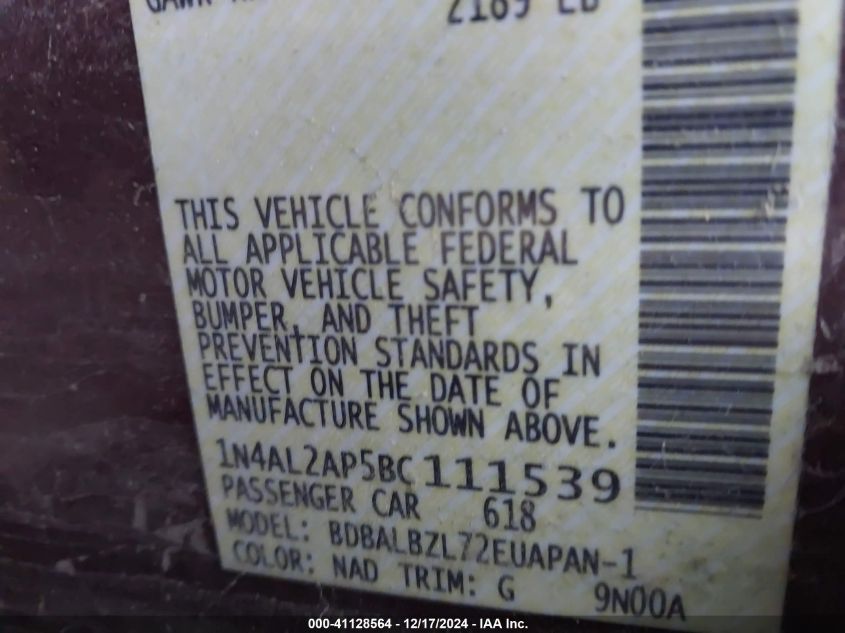 2189 LB
THIS VEHICLE CONFORMS TO
ALL APPLICABLE FEDERAL
MOTOR VEHICLE SAFETY,
BUMPER, AND THEFT
PREVENTION STANDARDS IN
EFFECT ON THE DATE OF
MANUFACTURE SHOWN ABOVE.
1N4AL2AP5BC111539
PASSENGER CAR 618
MODEL: BDBALBZL72EUAPAN-1
COLOR: NAD TRIM: G 9N00A
000-41128564 - 12/17/2024 - IAA Inc.